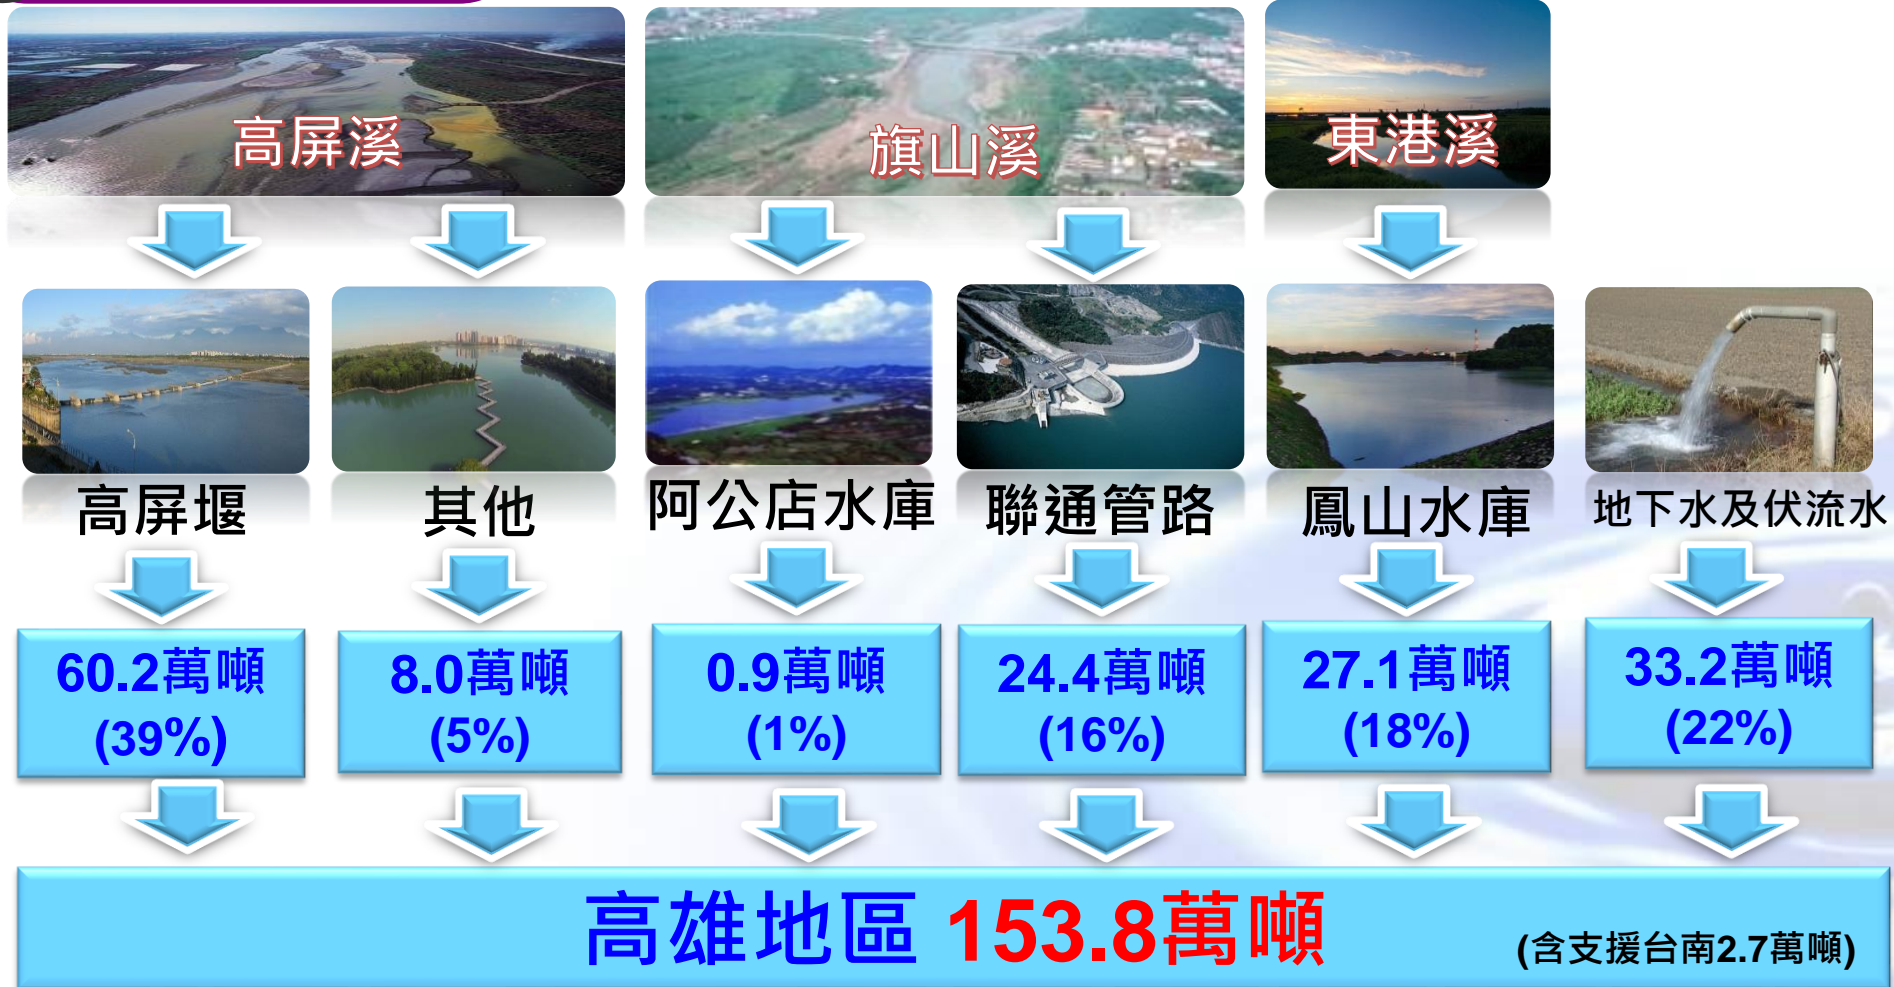 高屏溪
旗山溪
東港溪
高屏堰
其他
阿公店水庫
聯通管路
鳳山水庫
地下水及伏流水
60.2萬噸
(39%)
8.0萬噸
(5%)
0.9萬噸
(1%)
24.4萬噸
(16%)
27.1萬噸
(18%)
33.2萬噸
(22%)
高雄地區 153.8萬噸
(含支援台南2.7萬噸)